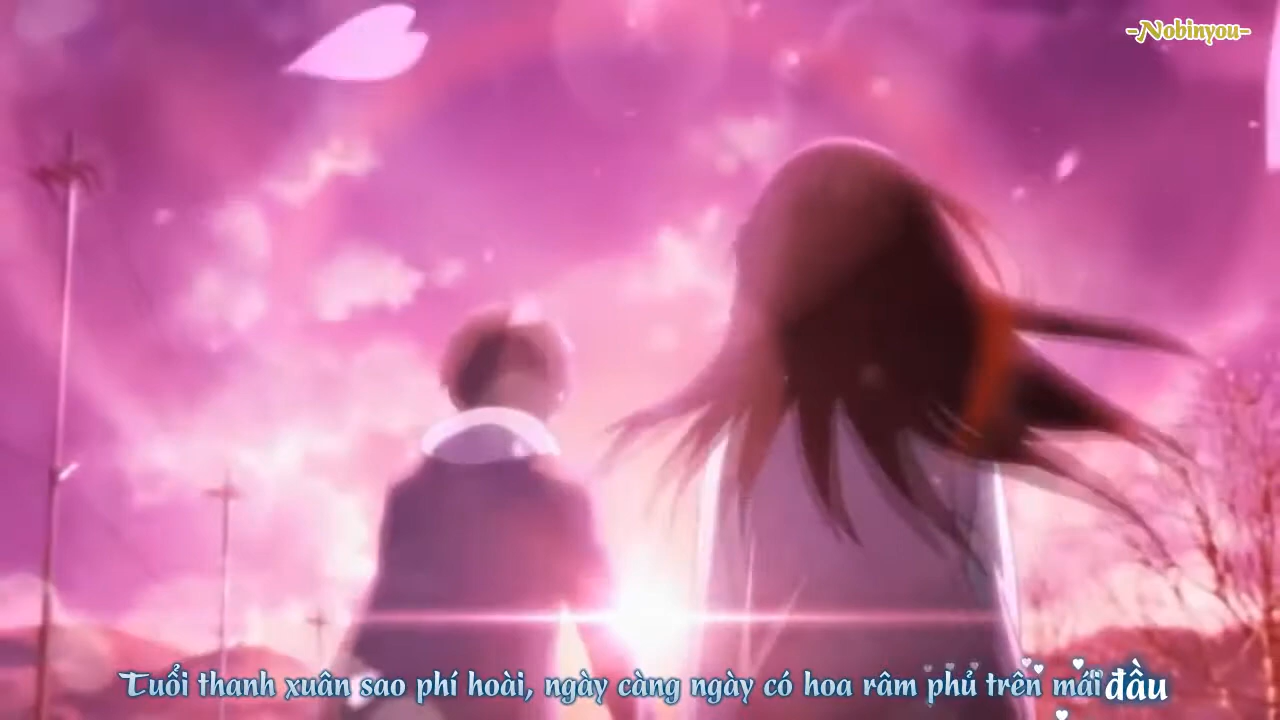 -Nobinyou-
Tuổi thanh xuân sao phí hoài, ngày càng ngày có hoa râm phủ trên mái đầu